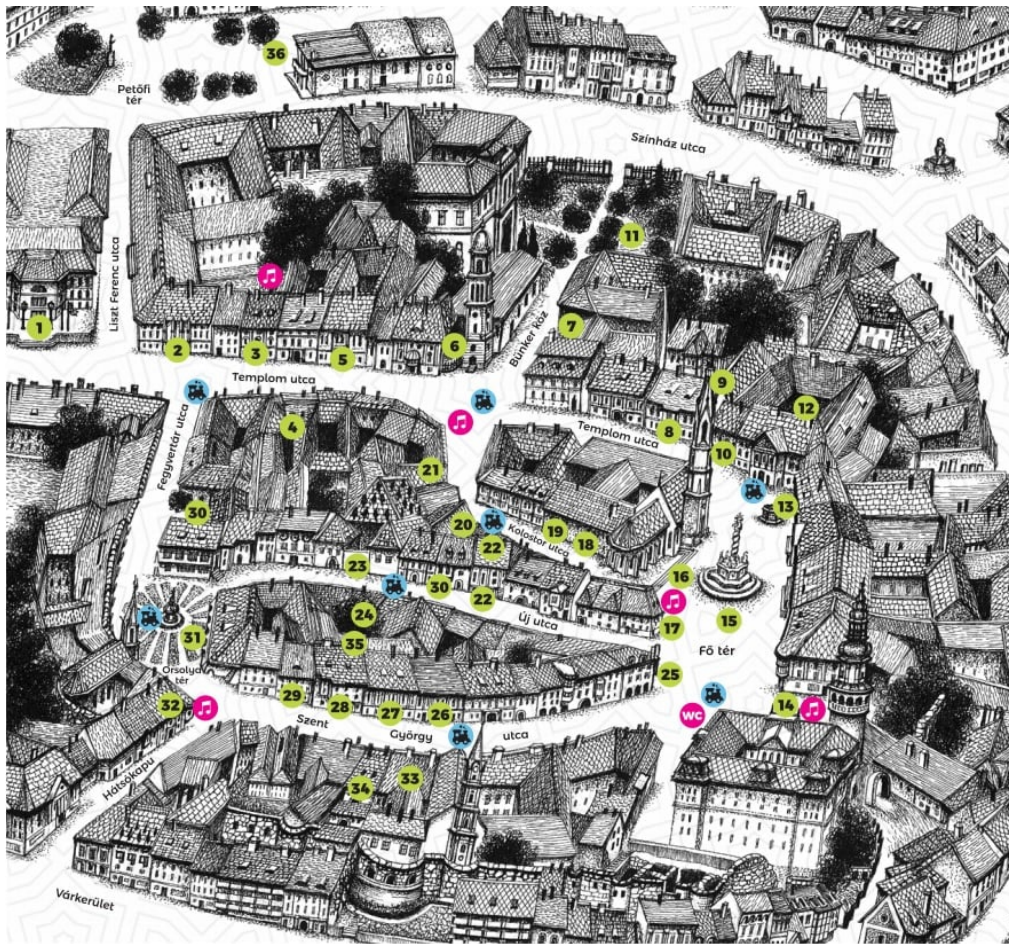 36
Petőfi
tér
Színház utca
11
Liszt Ferenc utca
1
2
3
5
6
7
Bünker köz
Templom utca
9
12
4
8
Templom utca
10
Fegyvertár utca
21
13
30
20
19
Kolostor utca
18
22
23
16
30
22
24
Új utca
15
17
31
35
Fő tér
Orsolya
tér
25
32
29
28
27
26
WC
14
Szent
György
utca
Hátsókapu
34
33
Várkerület